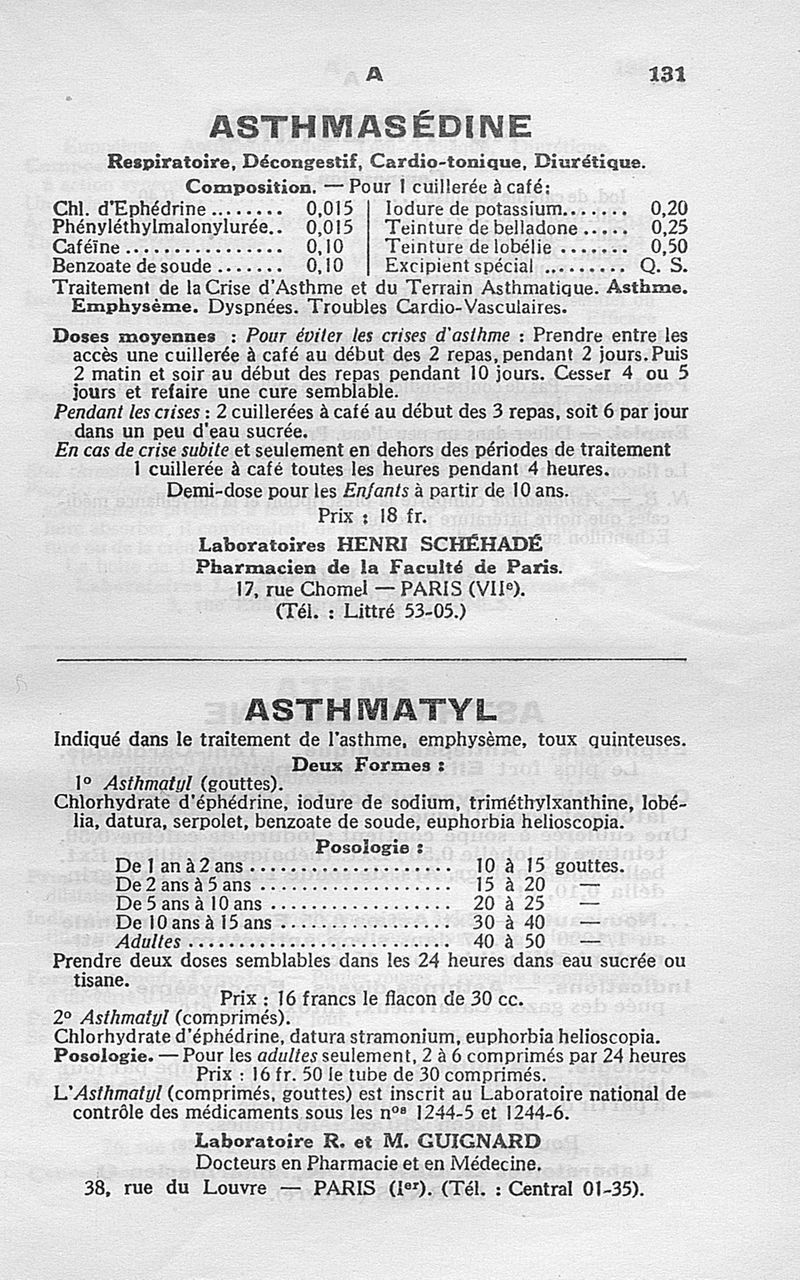 A 131
ASTHMASÉDINE
Respiratoire, Décongestif, Cardio-tonique, Diurétique.
Composition. — Pour 1 cuillerée à café:
Chl. d'Ephédrine ........ 0,015 | Iodure de potassium....... 0,20
Phényléthylmalonylurée.. 0,015 | Teinture de belladone ..... 0,25
Caféïne ................ 0,10 | Teinture de lobélie ....... 0,50
Benzoate de soude ....... 0,10 | Excipient spécial .......... Q. S.
Traitement de la Crise d'Asthme et du Terrain Asthmatique. Asthme.
Emphysème. Dyspnées. Troubles Cardio-Vasculaires.
Doses moyennes : Pour éviter les crises d'asthme : Prendre entre les
accès une cuillerée à café au début des 2 repas, pendant 2 jours. Puis
2 matin et soir au début des repas pendant 10 jours. Cesser 4 ou 5
jours et refaire une cure semblable.
Pendant les crises : 2 cuillerées à café au début des 3 repas, soit 6 par jour
dans un peu d'eau sucrée.
En cas de crise subite et seulement en dehors des périodes de traitement
1 cuillerée à café toutes les heures pendant 4 heures.
Demi-dose pour les Enfants à partir de 10 ans.
Prix : 18 fr.
Laboratoires HENRI SCHÉHADÉ
Pharmacien de la Faculté de Paris.
17, rue Chomel — PARIS (VIIe).
(Tél. : Littré 53-05.)
ASTHMATYL
Indiqué dans le traitement de l'asthme, emphysème, toux quinteuses.
Deux Formes :
1º Asthmatyl (gouttes).
Chlorhydrate d'éphédrine, iodure de sodium, triméthylxanthine, lobé-
lia, datura, serpolet, benzoate de soude, euphorbia helioscopia.
Posologie :
De 1 an à 2 ans .................... 10 à 15 gouttes.
De 2 ans à 5 ans ................... 15 à 20 —
De 5 ans à 10 ans .................. 20 à 25 —
De 10 ans à 15 ans ................. 30 à 40 —
Adultes .......................... 40 à 50 —
Prendre deux doses semblables dans les 24 heures dans eau sucrée ou
tisane.
Prix : 16 francs le flacon de 30 cc.
2º Asthmatyl (comprimés).
Chlorhydrate d'éphédrine, datura stramonium, euphorbia helioscopia.
Posologie. — Pour les adultes seulement, 2 à 6 comprimés par 24 heures
Prix : 16 fr. 50 le tube de 30 comprimés.
L'Asthmatyl (comprimés, gouttes) est inscrit au Laboratoire national de
contrôle des médicaments sous les nos 1244-5 et 1244-6.
Laboratoire R. et M. GUIGNARD
Docteurs en Pharmacie et en Médecine.
38, rue du Louvre — PARIS (Ier). (Tél. : Central 01-35).